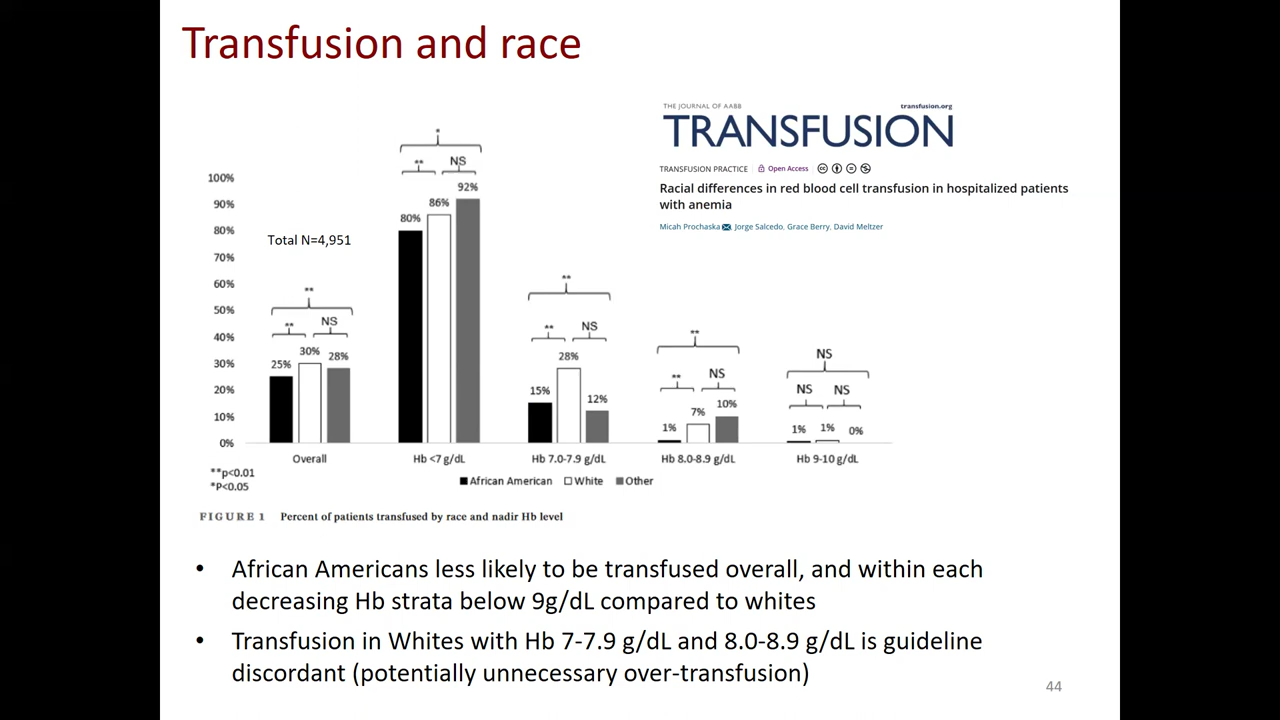 Transfusion and race
THE JOURNAL OF AABB
transfusion.org
TRANSFUSION
TRANSFUSION PRACTICE
Open Access
Racial differences in red blood cell transfusion in hospitalized patients
with anemia
Micah Prochaska, Jorge Salcedo, Grace Berry, David Meltzer
100%
90%
80%
70%
60%
50%
40%
30%
20%
10%
0%
Total N=4,951
**
** NS
25% 30% 28%
Overall
*
** NS
80% 86% 92%
Hb <7 g/dL
**
** NS
15% 28% 12%
Hb 7.0-7.9 g/dL
**
** NS
1% 7% 10%
Hb 8.0-8.9 g/dL
NS
NS NS
1% 1% 0%
Hb 9-10 g/dL
**p<0.01
*P<0.05
African American White Other
FIGURE 1 Percent of patients transfused by race and nadir Hb level
• African Americans less likely to be transfused overall, and within each
decreasing Hb strata below 9g/dL compared to whites
• Transfusion in Whites with Hb 7-7.9 g/dL and 8.0-8.9 g/dL is guideline
discordant (potentially unnecessary over-transfusion)
44